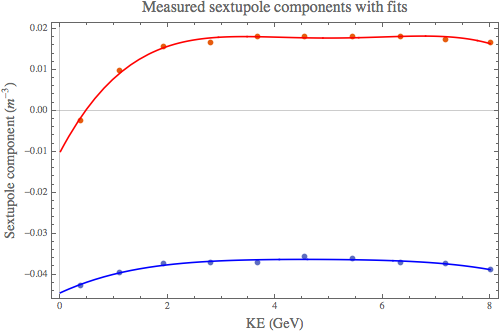 Measured sextupole components with fits
Sextupole component (m⁻³)
0.02
0.01
0.00
-0.01
-0.02
-0.03
-0.04
0 2 4 6 8
KE (GeV)